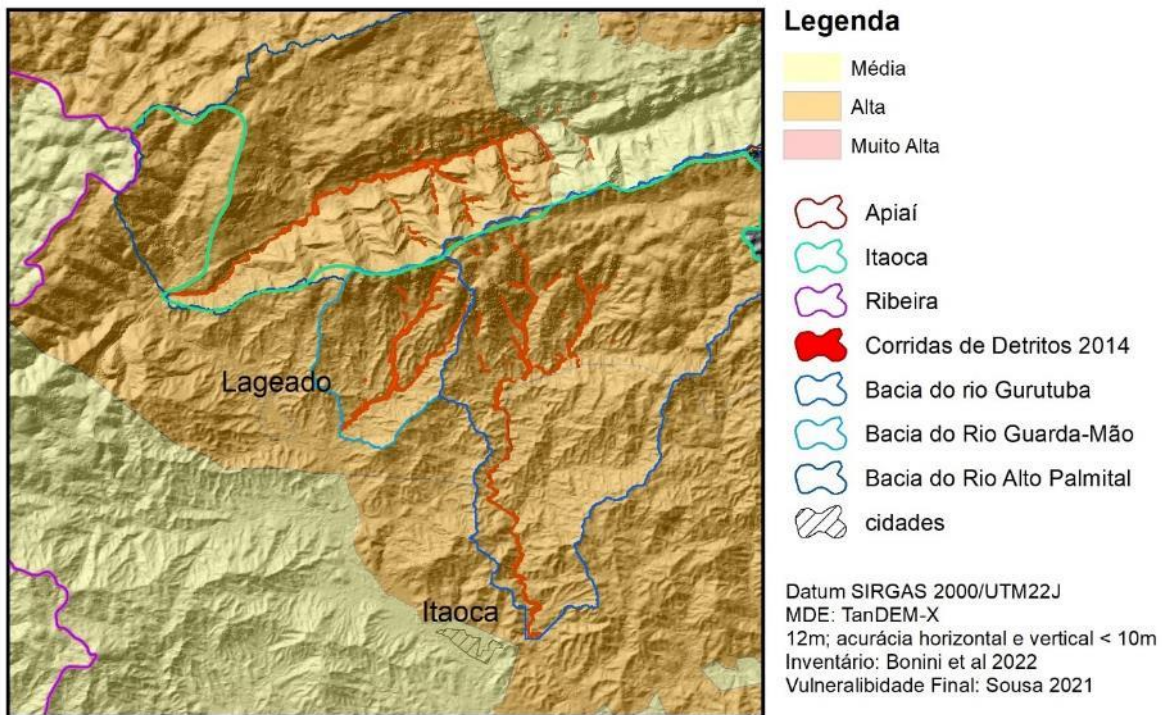 Legenda
Média
Alta
Muito Alta
Apiaí
Itaoca
Ribeira
Corridas de Detritos 2014
Bacia do rio Gurutuba
Bacia do Rio Guarda-Mão
Bacia do Rio Alto Palmital
cidades
Datum SIRGAS 2000/UTM22J
MDE: TanDEM-X
12m; acurácia horizontal e vertical < 10m
Inventário: Bonini et al 2022
Vulneralibidade Final: Sousa 2021
Lageado
Itaoca